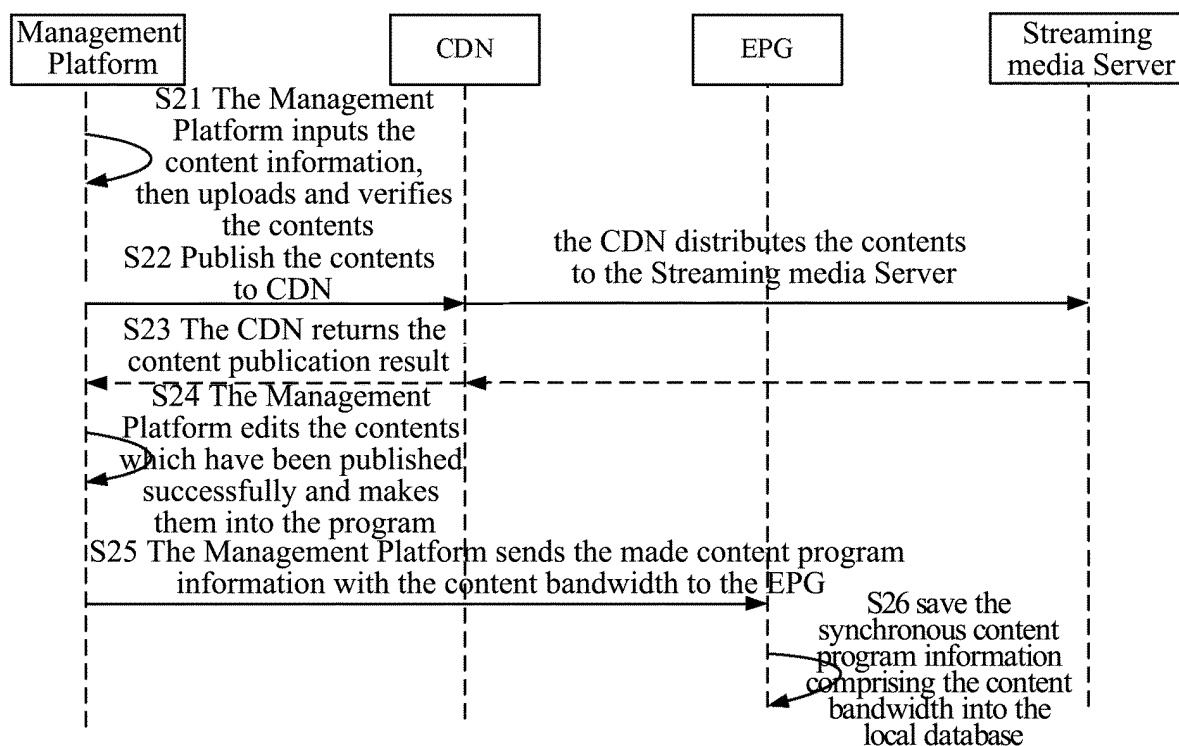 Management
Platform
CDN
EPG
Streaming
media Server
S21 The Management
Platform inputs the
content information,
then uploads and verifies
the contents
S22 Publish the contents
to CDN
the CDN distributes the contents
to the Streaming media Server
S23 The CDN returns the
content publication result
S24 The Management
Platform edits the contents
which have been published
successfully and makes
them into the program
S25 The Management Platform sends the made content program
information with the content bandwidth to the EPG
S26 save the
synchronous content
program information
comprising the content
bandwidth into the
local database